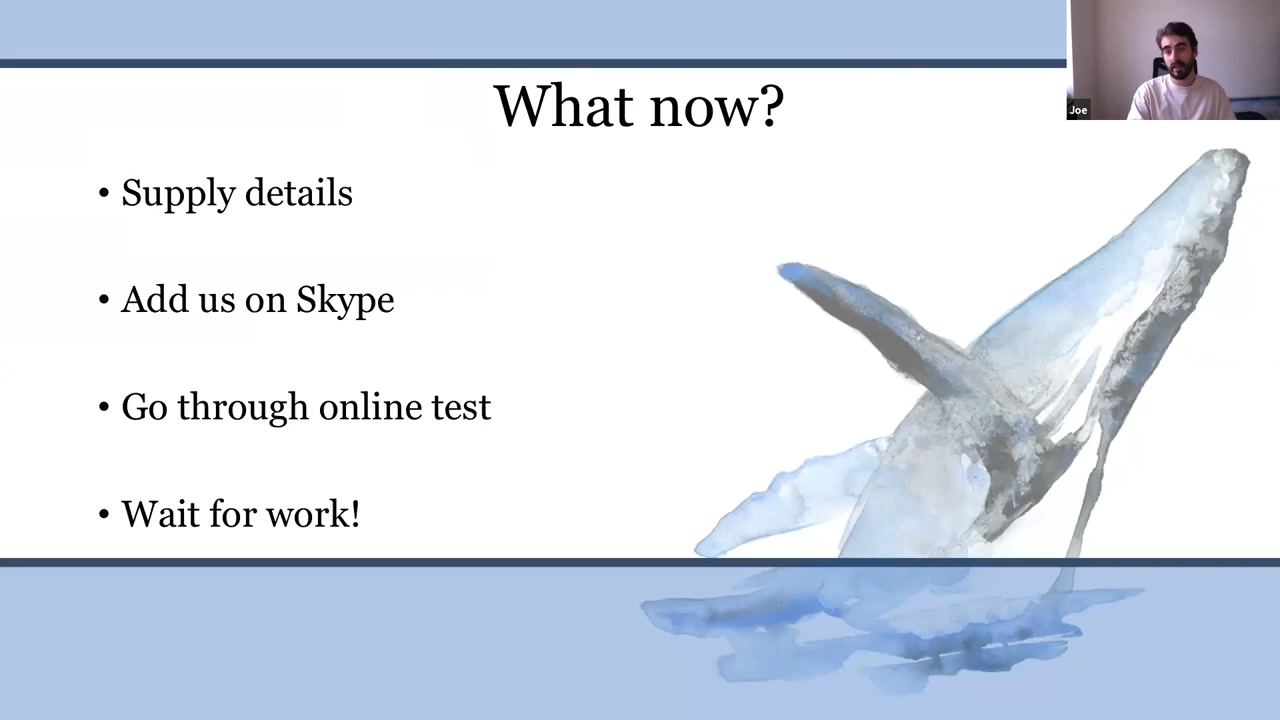 What now?
• Supply details
• Add us on Skype
• Go through online test
• Wait for work!
Joe